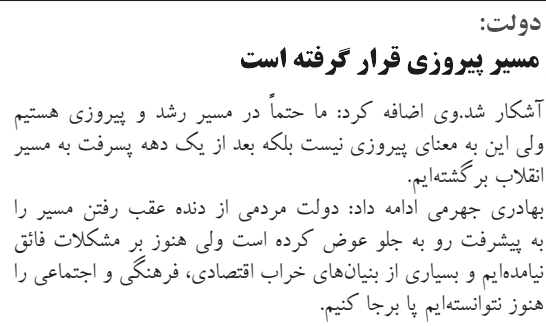 دولت:
مسیر پیروزی قرار گرفته است
آشکار شد.وی اضافه کرد: ما حتماً در مسیر رشد و پیروزی هستیم
ولی این به معنای پیروزی نیست بلکه بعد از یک دهه پسرفت به مسیر
انقلاب برگشته‌ایم.
بهادری جهرمی ادامه داد: دولت مردمی از دنده عقب رفتن مسیر را
به پیشرفت رو به جلو عوض کرده است ولی هنوز بر مشکلات فائق
نیامده‌ایم و بسیاری از بنیان‌های خراب اقتصادی، فرهنگی و اجتماعی را
هنوز نتوانسته‌ایم پا برجا کنیم.